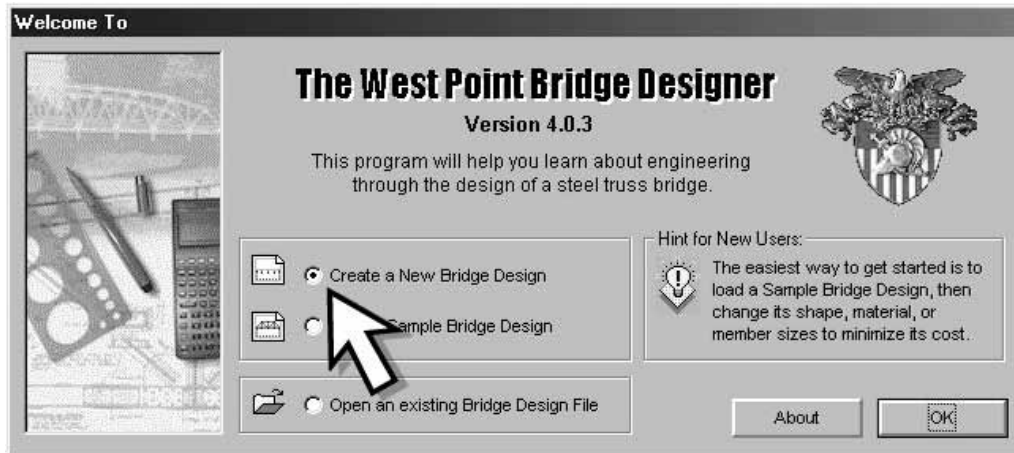 Welcome To
The West Point Bridge Designer
Version 4.0.3
This program will help you learn about engineering
through the design of a steel truss bridge.
Create a New Bridge Design
Sample Bridge Design
Open an existing Bridge Design File
Hint for New Users:
The easiest way to get started is to
load a Sample Bridge Design, then
change its shape, material, or
member sizes to minimize its cost.
About
OK